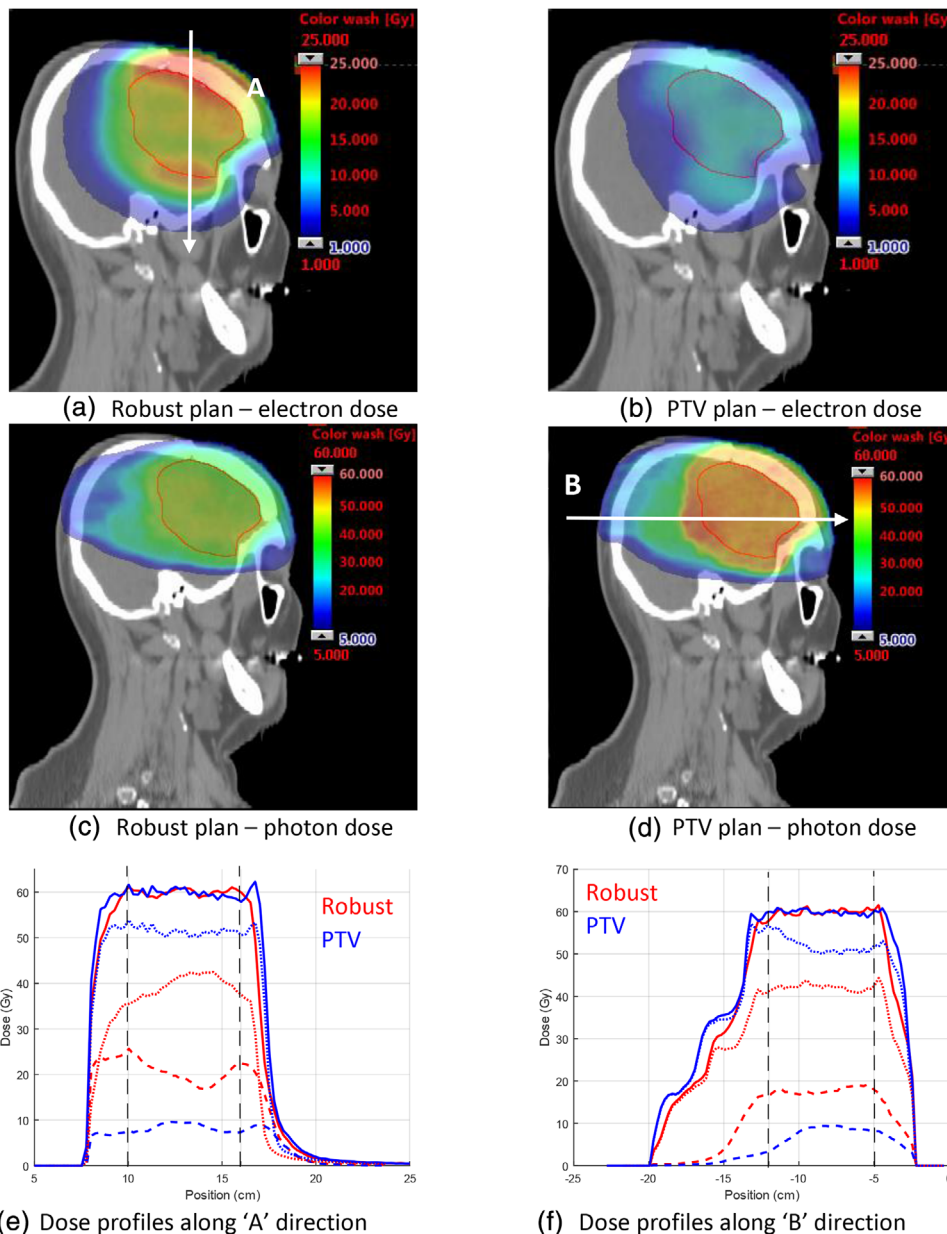 Color wash [Gy]
25.000
25.000
20.000
15.000
10.000
5.000
1.000
1.000
A
(a) Robust plan – electron dose
Color wash [Gy]
25.000
25.000
20.000
15.000
10.000
5.000
1.000
1.000
(b) PTV plan – electron dose
Color wash [Gy]
60.000
60.000
50.000
40.000
30.000
20.000
5.000
5.000
(c) Robust plan – photon dose
Color wash [Gy]
60.000
60.000
50.000
40.000
30.000
20.000
5.000
5.000
B
(d) PTV plan – photon dose
Robust
PTV
Dose (Gy)
60
50
40
30
20
10
0
5
10
15
20
25
Position (cm)
(e) Dose profiles along ‘A’ direction
Robust
PTV
Dose (Gy)
70
60
50
40
30
20
10
0
-25
-20
-15
-10
-5
Position (cm)
(f) Dose profiles along ‘B’ direction